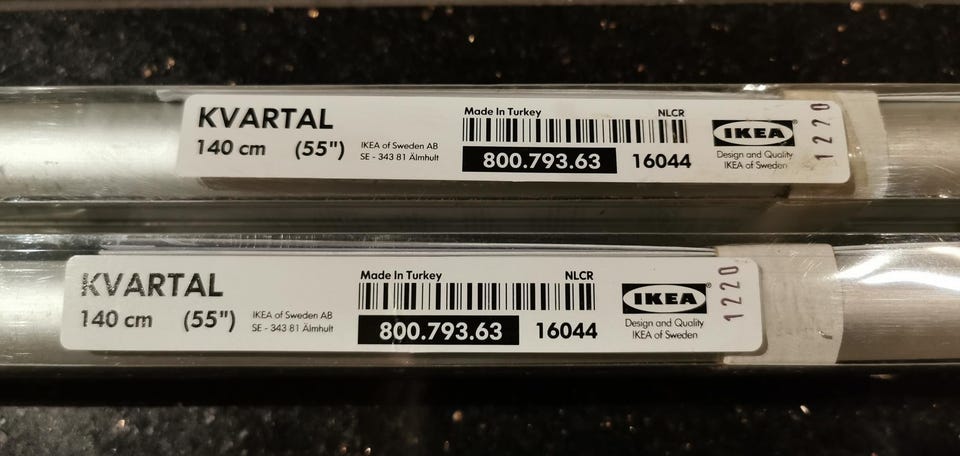 KVARTAL
140 cm (55")
IKEA of Sweden AB
SE - 343 81 Älmhult
Made In Turkey NLCR
800.793.63 16044
IKEA®
Design and Quality
IKEA of Sweden
1220
KVARTAL
140 cm (55")
IKEA of Sweden AB
SE - 343 81 Älmhult
Made In Turkey NLCR
800.793.63 16044
IKEA®
Design and Quality
IKEA of Sweden
1220